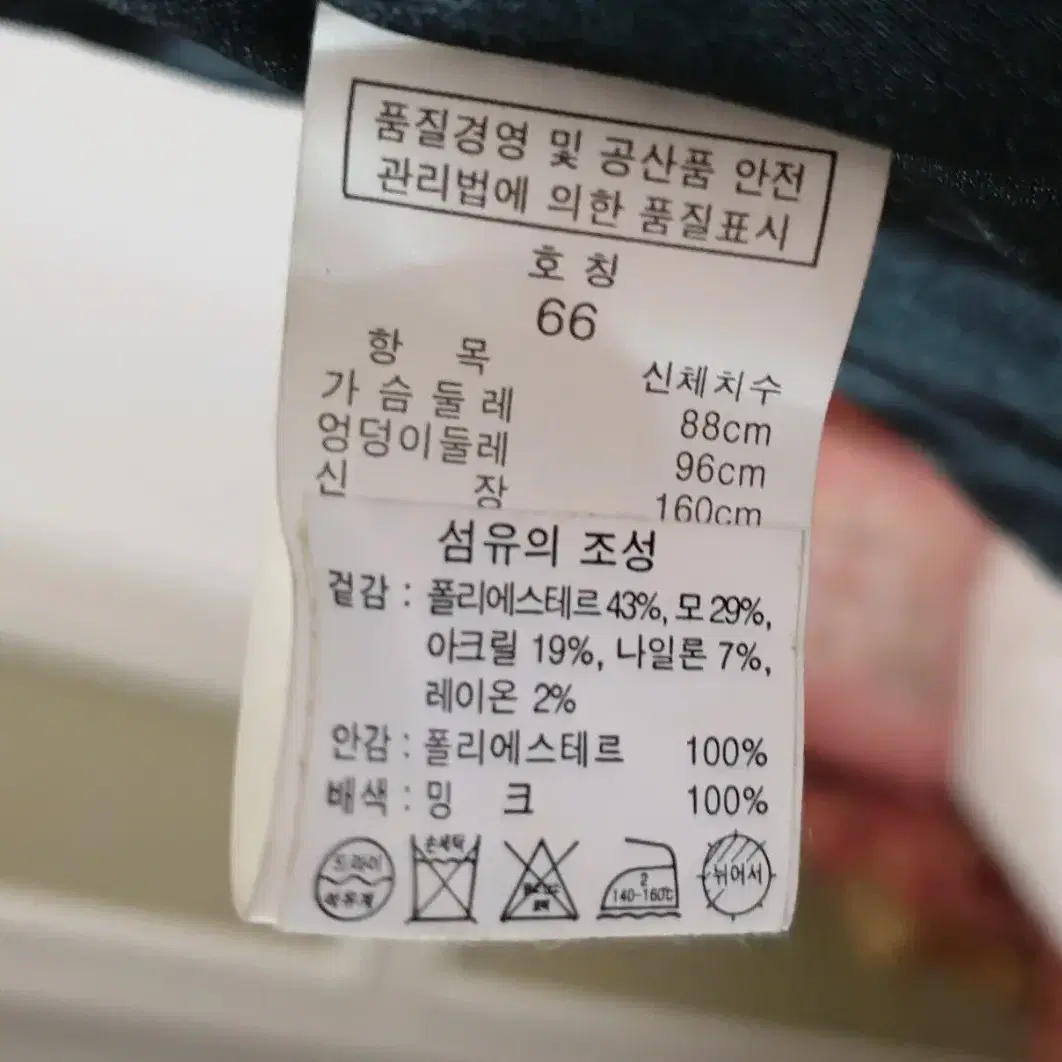 품질경영 및 공산품 안전
관리법에 의한 품질표시
호 칭
66
항 목 신체치수
가 슴 둘 레 88cm
엉덩이둘레 96cm
신 장 160cm
섬유의 조성
겉감 : 폴리에스테르 43%, 모 29%,
아크릴 19%, 나일론 7%,
레이온 2%
안감 : 폴리에스테르 100%
배색 : 밍 크 100%
드라이
석유계
손세탁
2
140-160℃
뉘어서